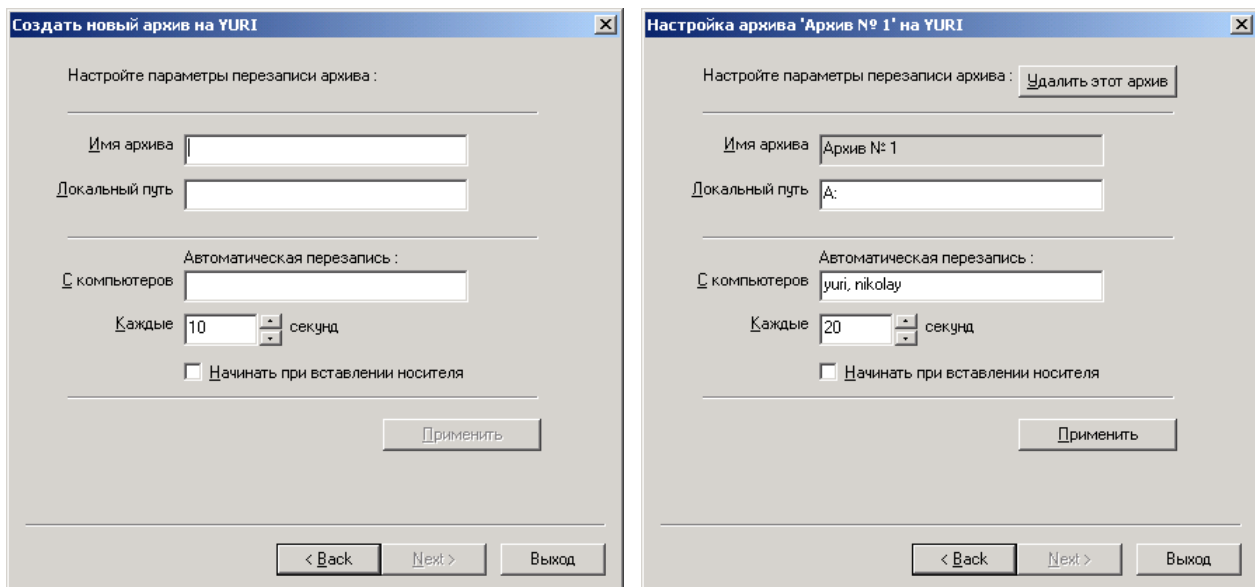 Создать новый архив на YURI
Настройте параметры перезаписи архива :
Имя архива
Локальный путь
Автоматическая перезапись :
С компьютеров
Каждые 10 секунд
Начинать при вставлении носителя
Применить
< Back Next > Выход
Настройка архива 'Архив № 1' на YURI
Настройте параметры перезаписи архива : Удалить этот архив
Имя архива Архив № 1
Локальный путь A:
Автоматическая перезапись :
С компьютеров yuri, nikolay
Каждые 20 секунд
Начинать при вставлении носителя
Применить
< Back Next > Выход